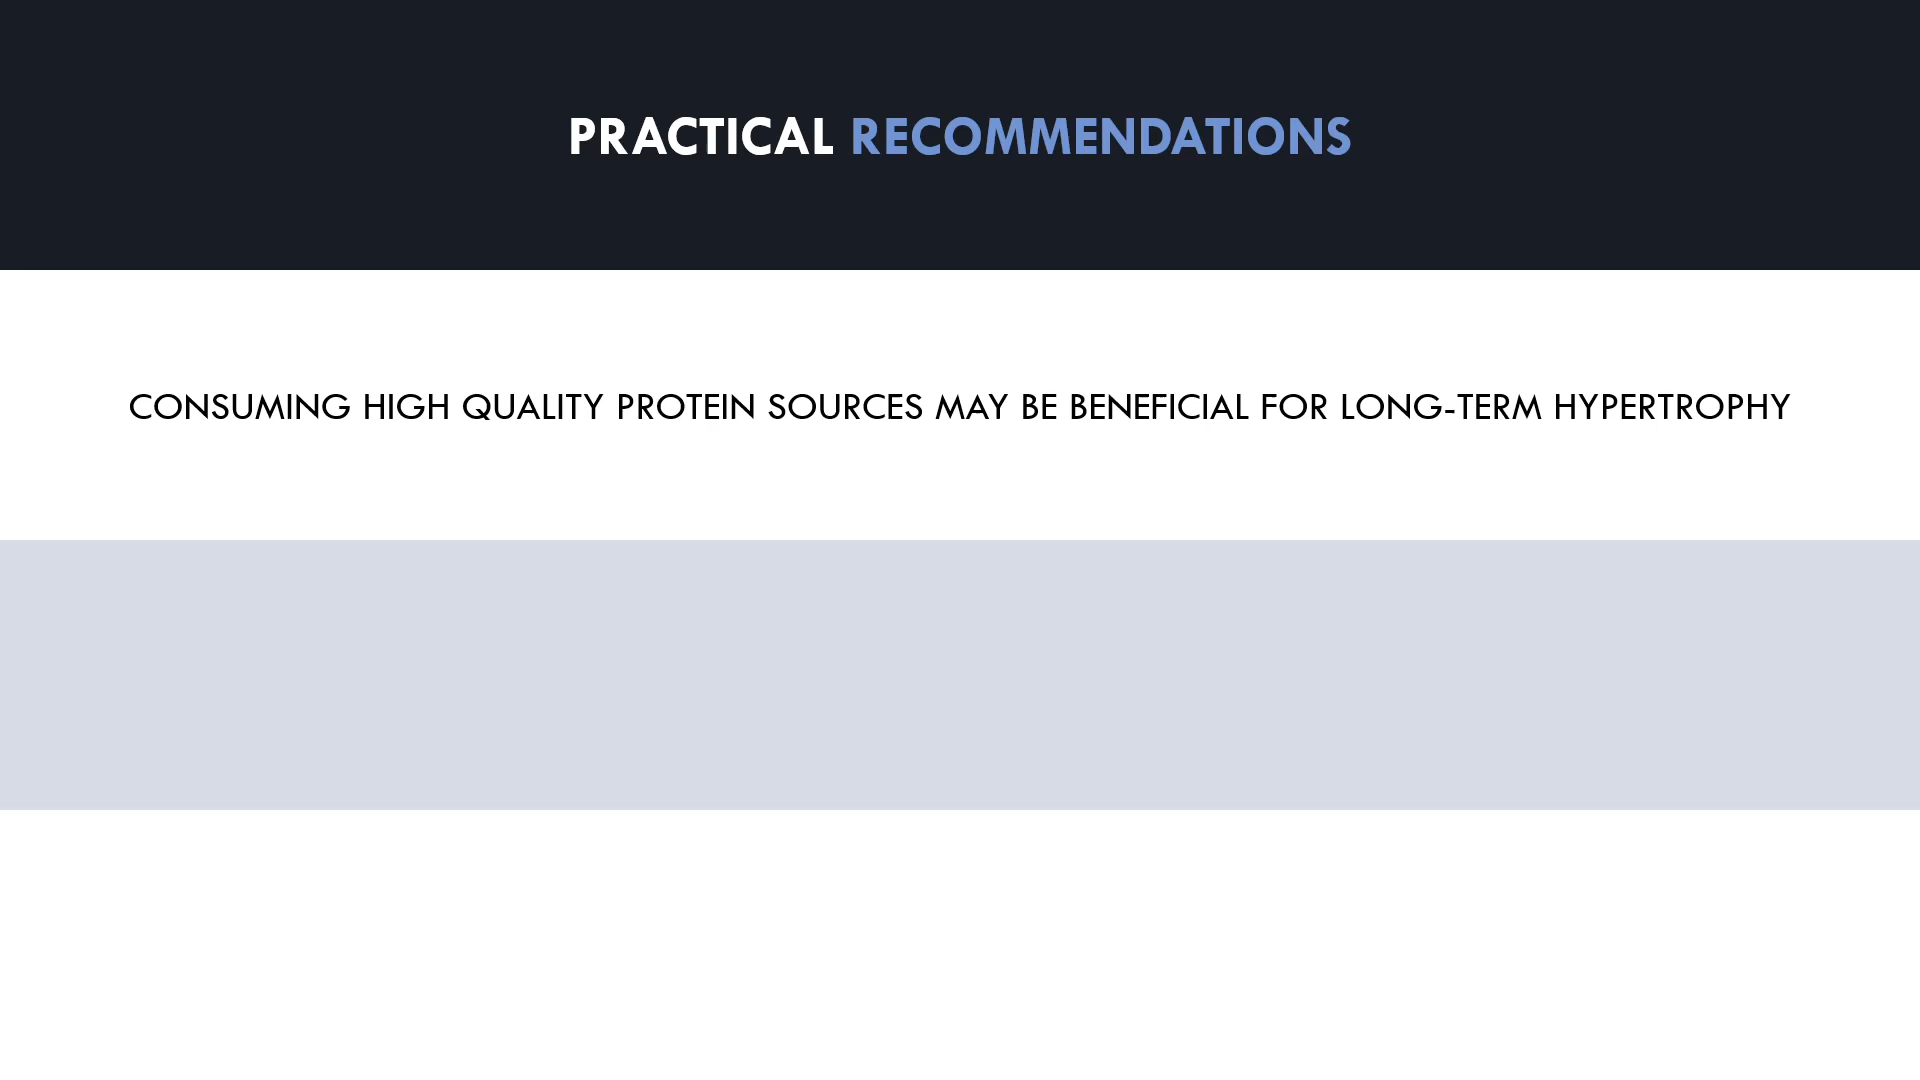 PRACTICAL RECOMMENDATIONS
CONSUMING HIGH QUALITY PROTEIN SOURCES MAY BE BENEFICIAL FOR LONG-TERM HYPERTROPHY